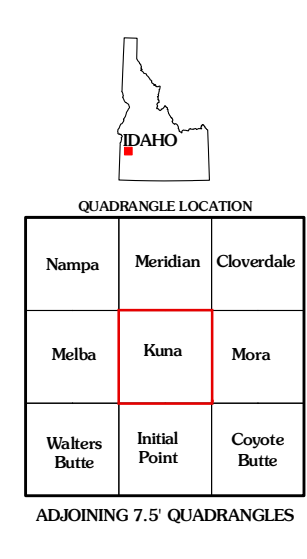 IDAHO
QUADRANGLE LOCATION
Nampa
Meridian
Cloverdale
Melba
Kuna
Mora
Walters
Butte
Initial
Point
Coyote
Butte
ADJOINING 7.5' QUADRANGLES